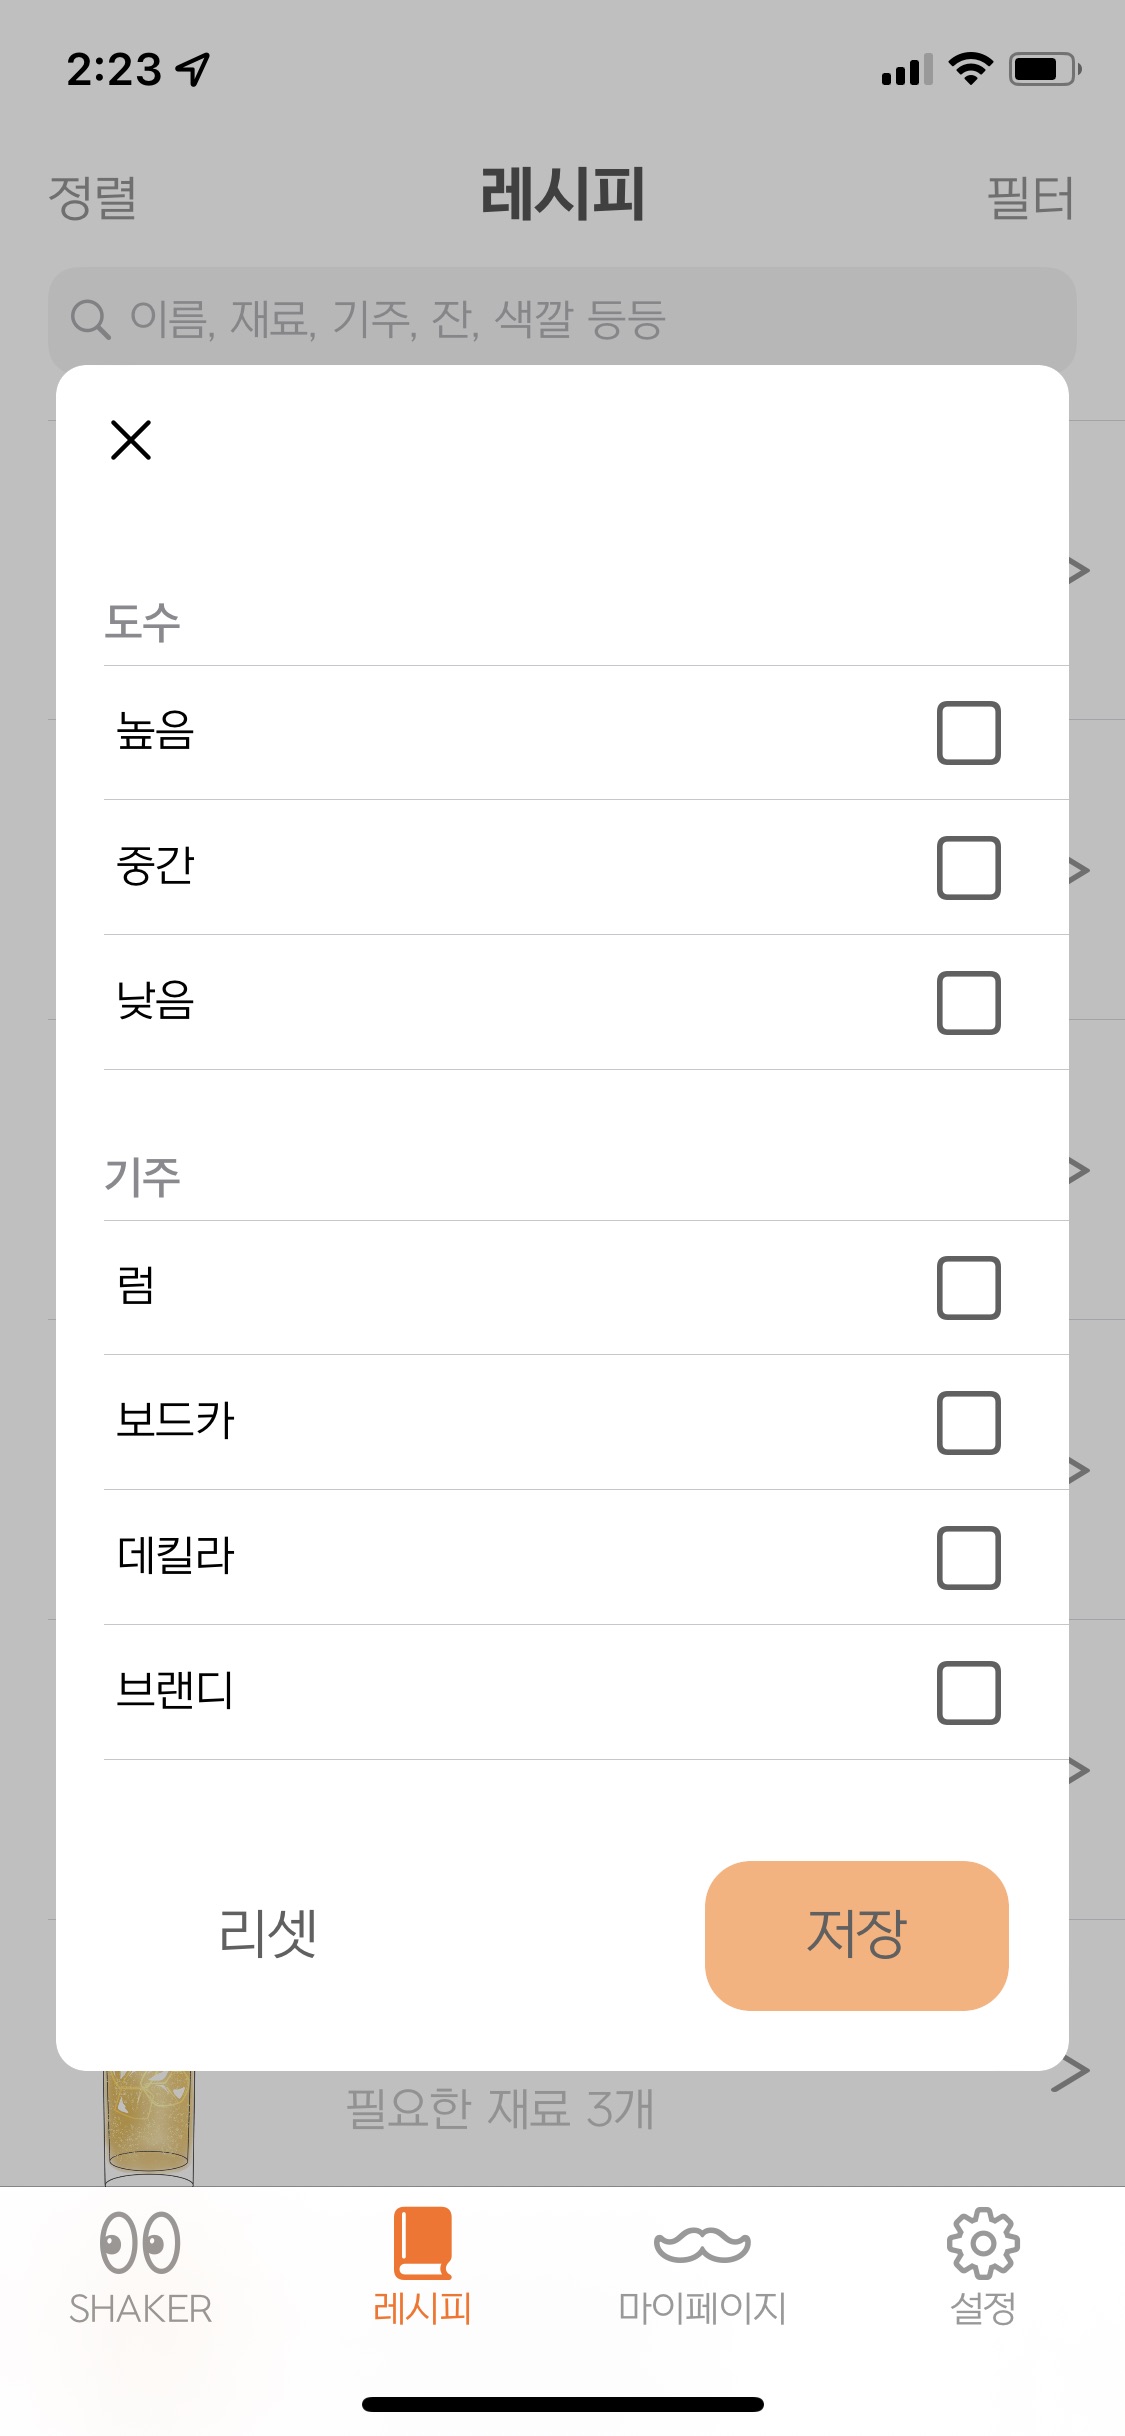 2:23
정렬
레시피
필터
이름, 재료, 기주, 잔, 색깔 등등
도수
높음
중간
낮음
기주
럼
보드카
데킬라
브랜디
리셋
저장
필요한 재료 3개
SHAKER
레시피
마이페이지
설정